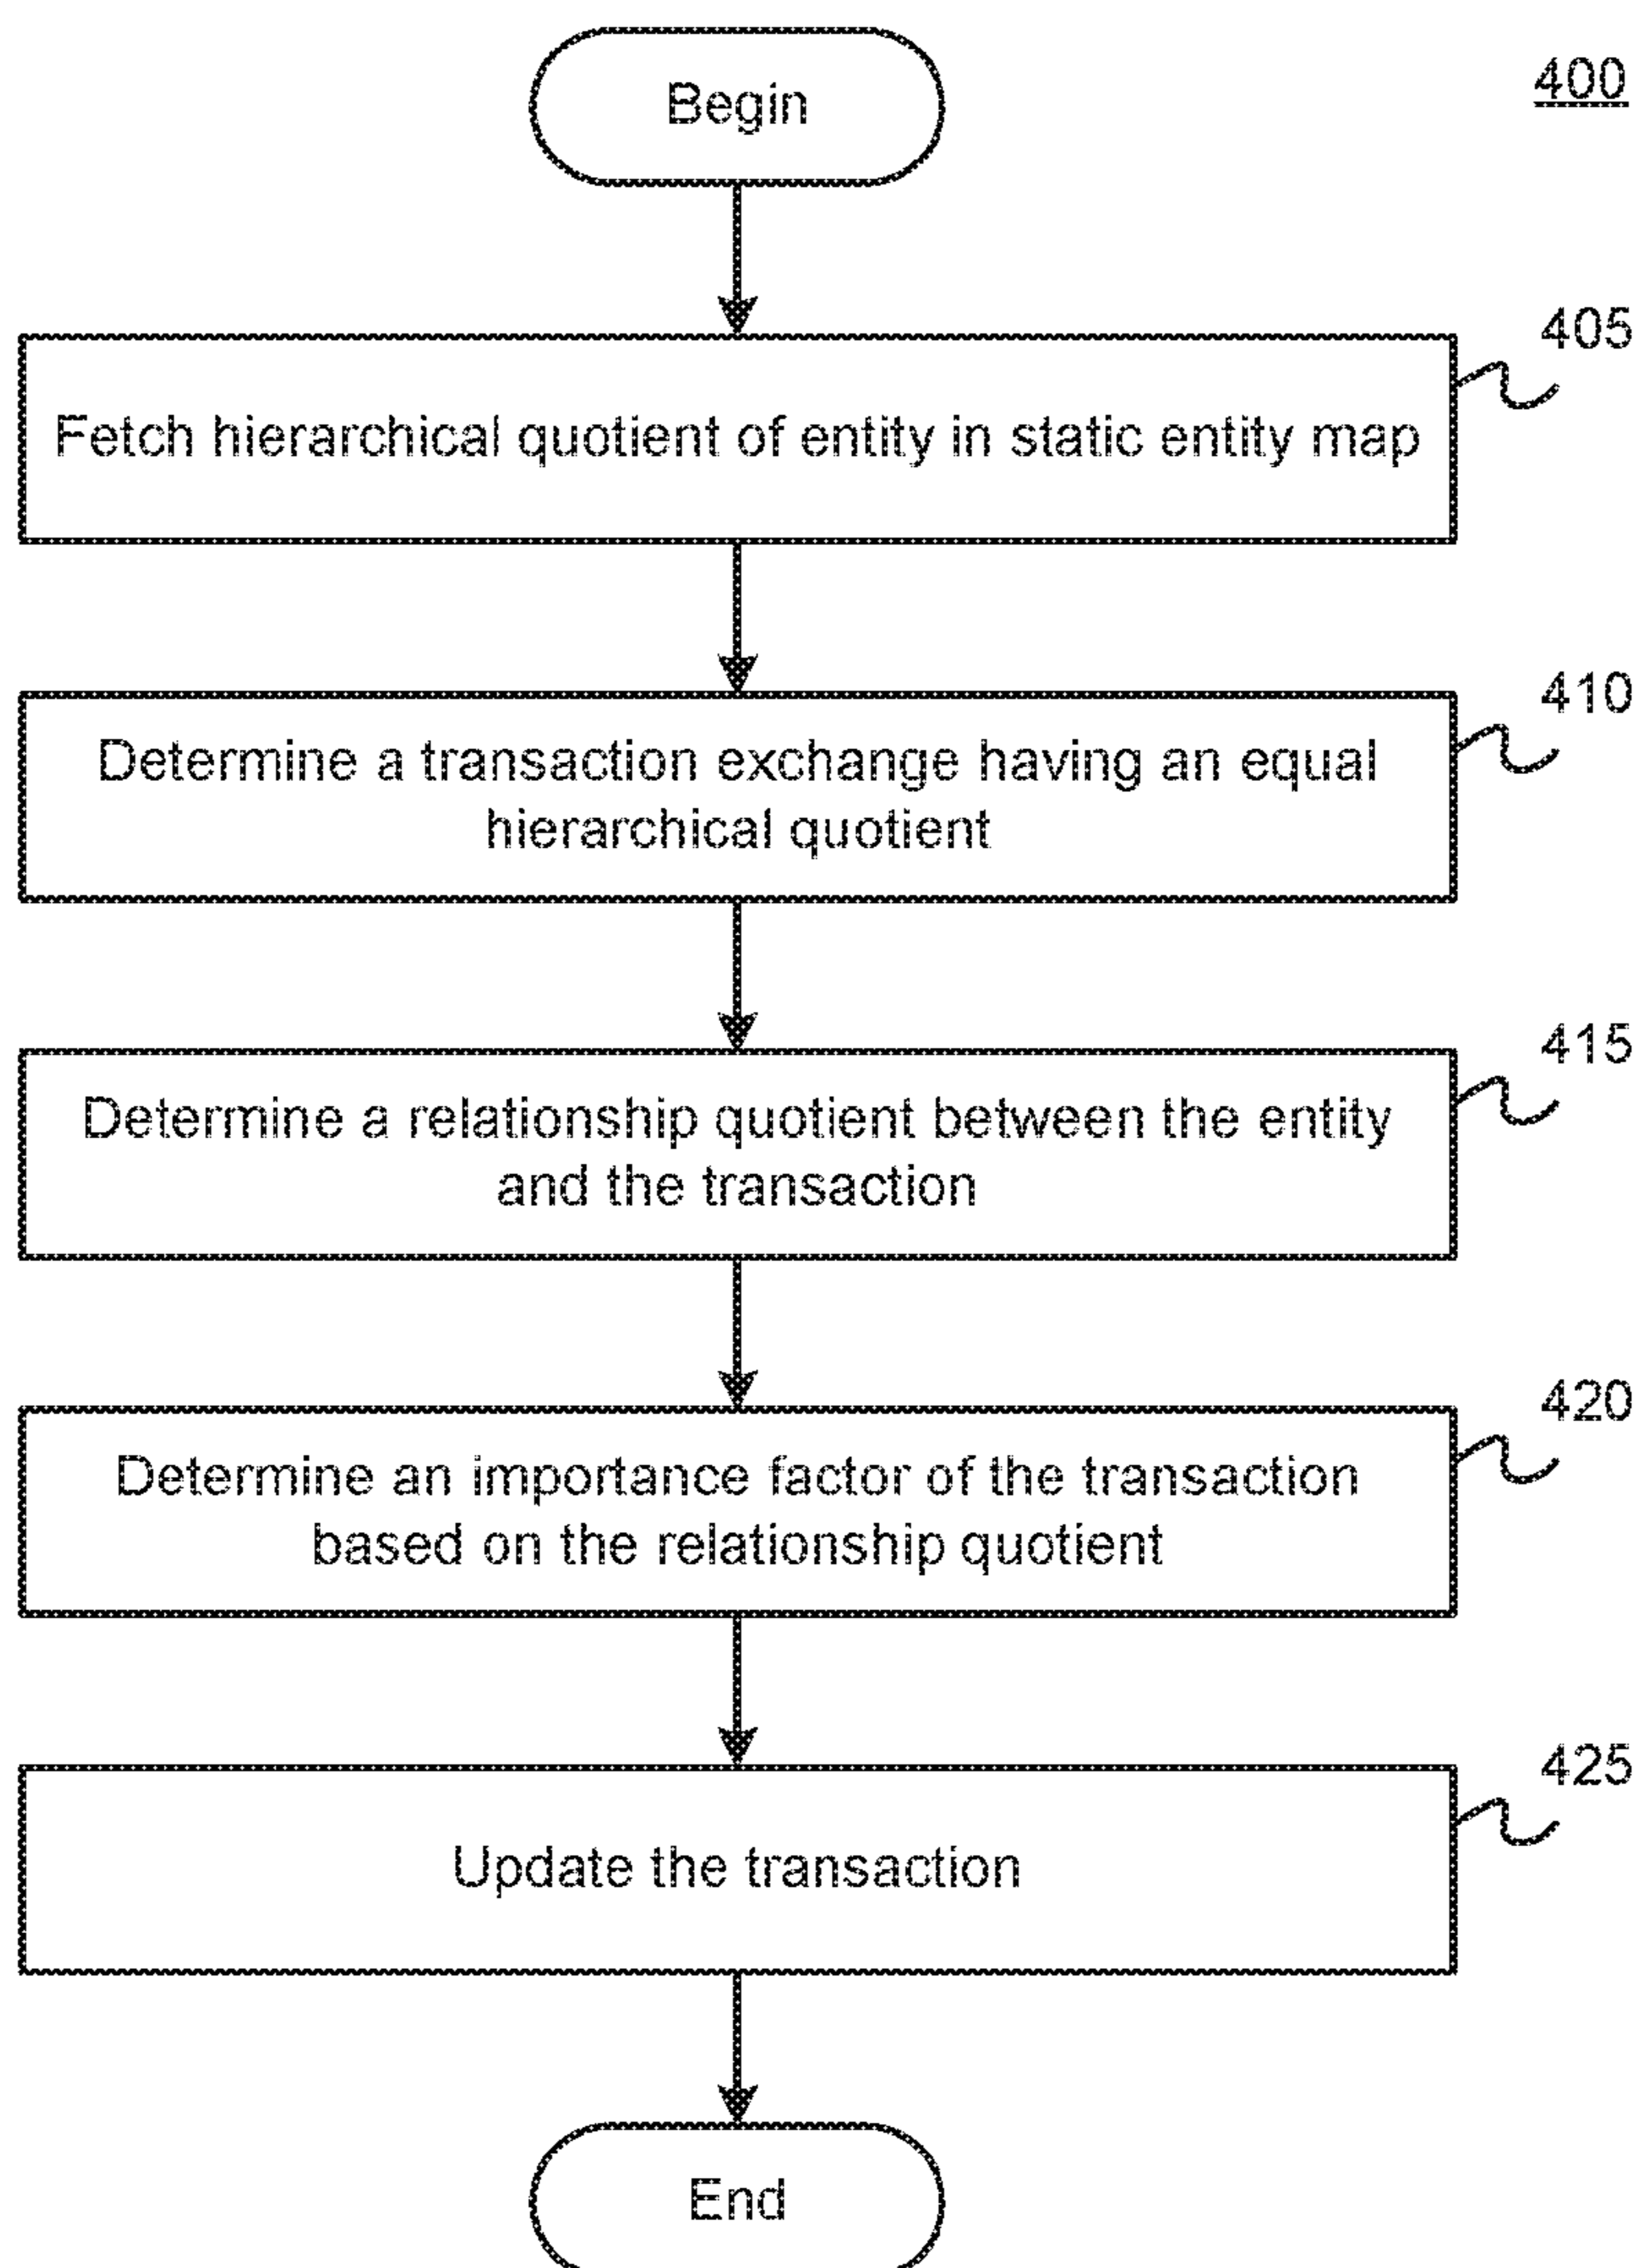 Begin
400
405
Fetch hierarchical quotient of entity in static entity map
410
Determine a transaction exchange having an equal
hierarchical quotient
415
Determine a relationship quotient between the entity
and the transaction
420
Determine an importance factor of the transaction
based on the relationship quotient
425
Update the transaction
End